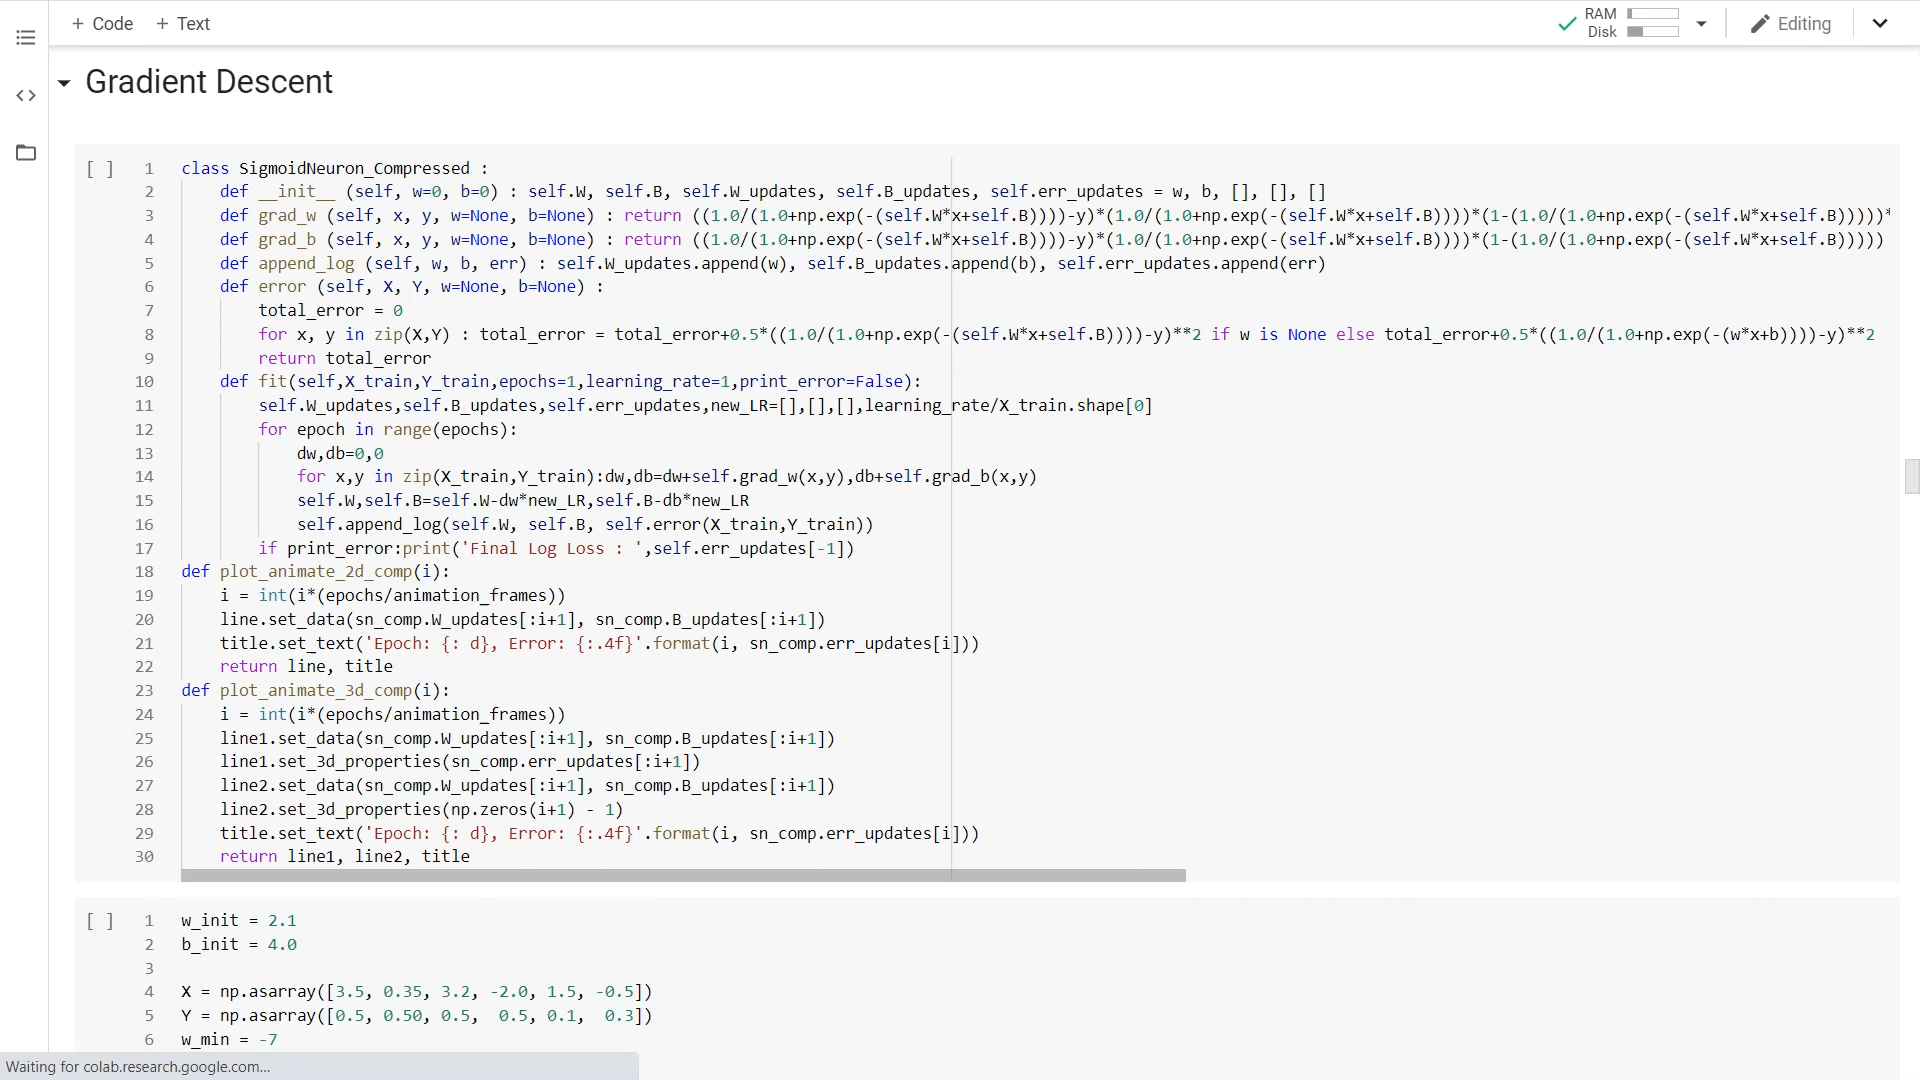 + Code + Text
RAM
Disk
Editing
Gradient Descent
[ ]
1 class SigmoidNeuron_Compressed :
2 def __init__ (self, w=0, b=0) : self.W, self.B, self.W_updates, self.B_updates, self.err_updates = w, b, [], [], []
3 def grad_w (self, x, y, w=None, b=None) : return ((1.0/(1.0+np.exp(-(self.W*x+self.B))))-y)*(1.0/(1.0+np.exp(-(self.W*x+self.B))))*(1-(1.0/(1.0+np.exp(-(self.W*x+self.B)))))*
4 def grad_b (self, x, y, w=None, b=None) : return ((1.0/(1.0+np.exp(-(self.W*x+self.B))))-y)*(1.0/(1.0+np.exp(-(self.W*x+self.B))))*(1-(1.0/(1.0+np.exp(-(self.W*x+self.B)))))
5 def append_log (self, w, b, err) : self.W_updates.append(w), self.B_updates.append(b), self.err_updates.append(err)
6 def error (self, X, Y, w=None, b=None) :
7 total_error = 0
8 for x, y in zip(X,Y) : total_error = total_error+0.5*((1.0/(1.0+np.exp(-(self.W*x+self.B))))-y)**2 if w is None else total_error+0.5*((1.0/(1.0+np.exp(-(w*x+b))))-y)**2
9 return total_error
10 def fit(self,X_train,Y_train,epochs=1,learning_rate=1,print_error=False):
11 self.W_updates,self.B_updates,self.err_updates,new_LR=[],[],[],learning_rate/X_train.shape[0]
12 for epoch in range(epochs):
13 dw,db=0,0
14 for x,y in zip(X_train,Y_train):dw,db=dw+self.grad_w(x,y),db+self.grad_b(x,y)
15 self.W,self.B=self.W-dw*new_LR,self.B-db*new_LR
16 self.append_log(self.W, self.B, self.error(X_train,Y_train))
17 if print_error:print('Final Log Loss : ',self.err_updates[-1])
18 def plot_animate_2d_comp(i):
19 i = int(i*(epochs/animation_frames))
20 line.set_data(sn_comp.W_updates[:i+1], sn_comp.B_updates[:i+1])
21 title.set_text('Epoch: {: d}, Error: {:.4f}'.format(i, sn_comp.err_updates[i]))
22 return line, title
23 def plot_animate_3d_comp(i):
24 i = int(i*(epochs/animation_frames))
25 line1.set_data(sn_comp.W_updates[:i+1], sn_comp.B_updates[:i+1])
26 line1.set_3d_properties(sn_comp.err_updates[:i+1])
27 line2.set_data(sn_comp.W_updates[:i+1], sn_comp.B_updates[:i+1])
28 line2.set_3d_properties(np.zeros(i+1) - 1)
29 title.set_text('Epoch: {: d}, Error: {:.4f}'.format(i, sn_comp.err_updates[i]))
30 return line1, line2, title
[ ]
1 w_init = 2.1
2 b_init = 4.0
3
4 X = np.asarray([3.5, 0.35, 3.2, -2.0, 1.5, -0.5])
5 Y = np.asarray([0.5, 0.50, 0.5,  0.5, 0.1,  0.3])
6 w_min = -7
Waiting for colab.research.google.com...